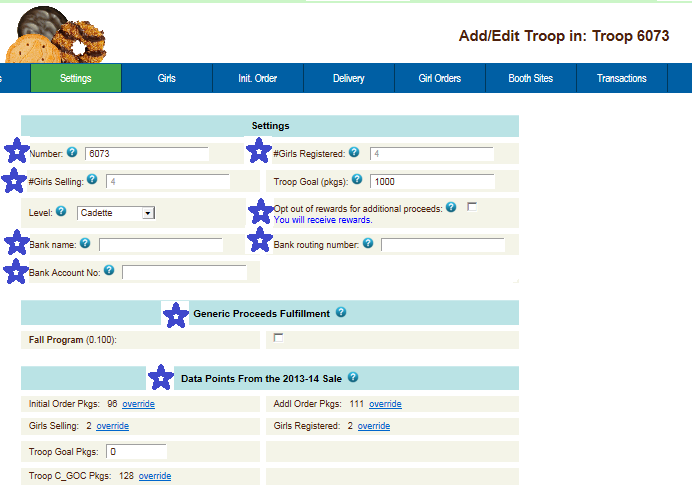 Add/Edit Troop in: Troop 6073
Settings Girls Init. Order Delivery Girl Orders Booth Sites Transactions
Settings
Number: ? 6073 #Girls Registered: ? 4
#Girls Selling: ? 4 Troop Goal (pkgs): ? 1000
Level: ? Cadette Opt out of rewards for additional proceeds: ?
You will receive rewards.
Bank name: ? Bank routing number: ?
Bank Account No: ?
Generic Proceeds Fulfillment ?
Fall Program (0.100):
Data Points From the 2013-14 Sale ?
Initial Order Pkgs: 96 override Addl Order Pkgs: 111 override
Girls Selling: 2 override Girls Registered: 2 override
Troop Goal Pkgs: 0
Troop C_GOC Pkgs: 128 override